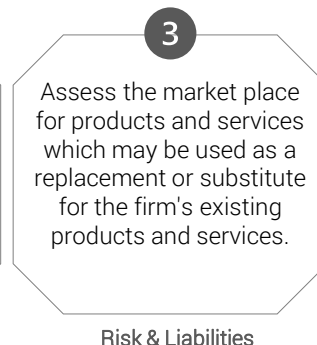 3
Assess the market place
for products and services
which may be used as a
replacement or substitute
for the firm's existing
products and services.
Risk & Liabilities